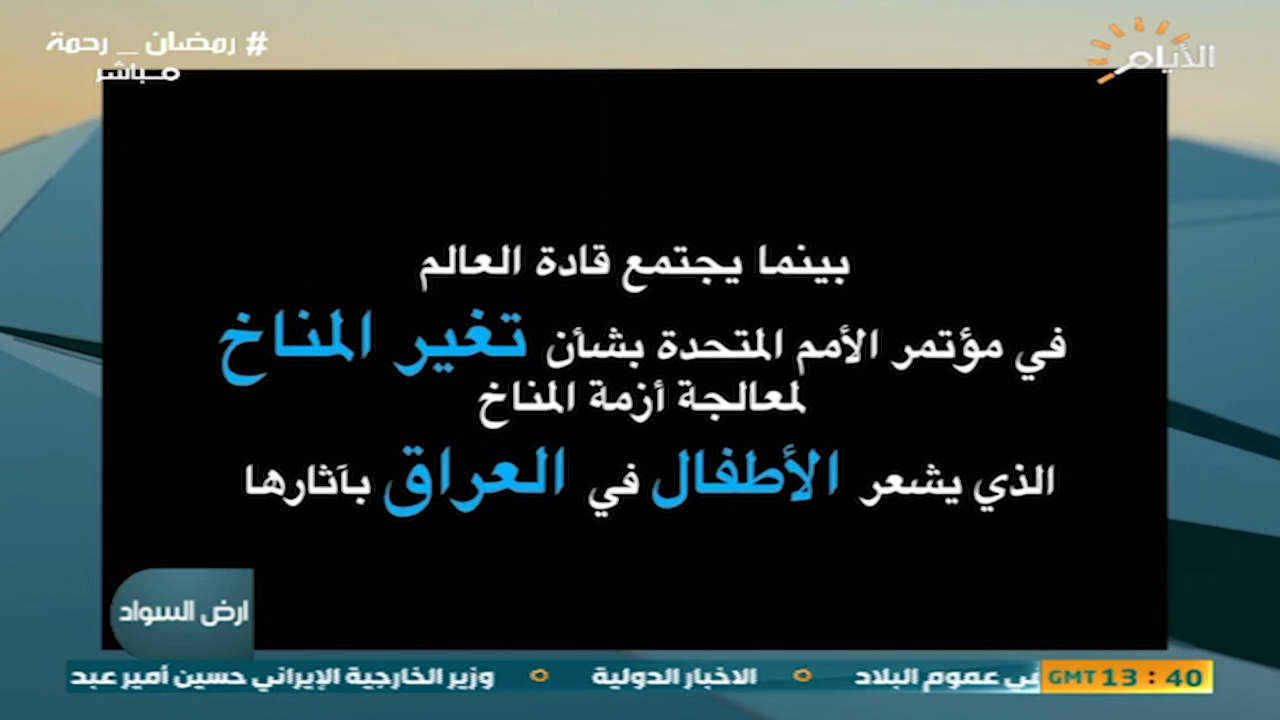 # رمضان _ رحمة
مباشر
الأيام
بينما يجتمع قادة العالم
في مؤتمر الأمم المتحدة بشأن تغير المناخ
لمعالجة أزمة المناخ
الذي يشعر الأطفال في العراق بآثارها
ارض السواد
GMT 13 : 40
في عموم البلاد
الاخبار الدولية
وزير الخارجية الإيراني حسين أمير عبد